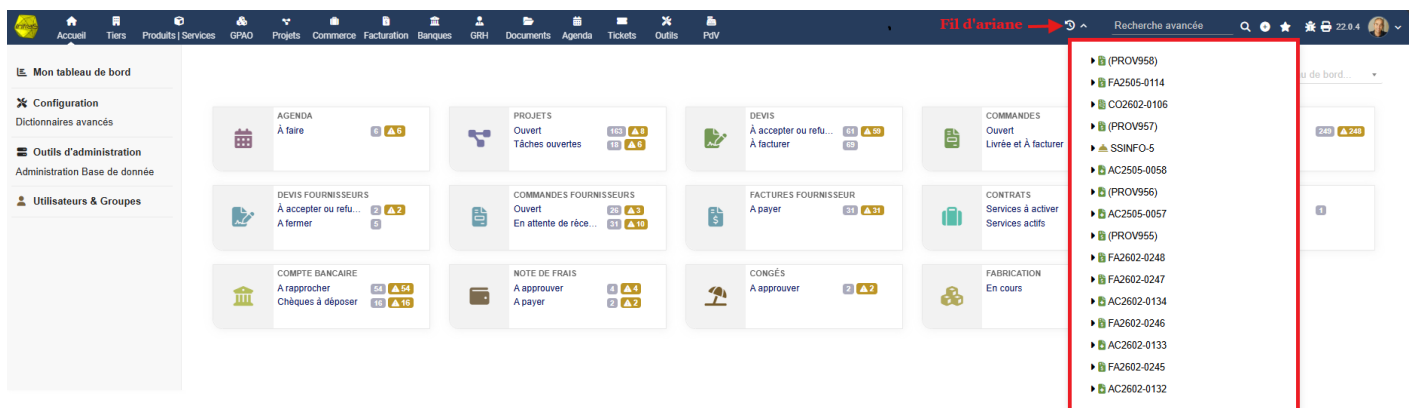 Accueil Tiers Produits | Services GPAO Projets Commerce Facturation Banques GRH Documents Agenda Tickets Outils PdV
Fil d'ariane
Recherche avancée
22.0.4
Mon tableau de bord
Configuration
Dictionnaires avancés
Outils d'administration
Administration Base de donnée
Utilisateurs & Groupes
u de bord...
AGENDA
À faire 6 6
PROJETS
Ouvert 163 8
Tâches ouvertes 18 6
DEVIS
À accepter ou refu... 61 59
À facturer 69
COMMANDES
Ouvert
Livrée et À facturer
249 248
DEVIS FOURNISSEURS
À accepter ou refu... 2 2
A fermer 5
COMMANDES FOURNISSEURS
Ouvert 26 3
En attente de réce... 31 10
FACTURES FOURNISSEUR
A payer 31 31
CONTRATS
Services à activer
Services actifs
1
COMPTE BANCAIRE
A rapprocher 54 54
Chèques à déposer 16 16
NOTE DE FRAIS
A approuver 4 4
A payer 2 2
CONGÉS
A approuver 2 2
FABRICATION
En cours
(PROV958)
FA2505-0114
CO2602-0106
(PROV957)
SSINFO-5
AC2505-0058
(PROV956)
AC2505-0057
(PROV955)
FA2602-0248
FA2602-0247
AC2602-0134
FA2602-0246
AC2602-0133
FA2602-0245
AC2602-0132